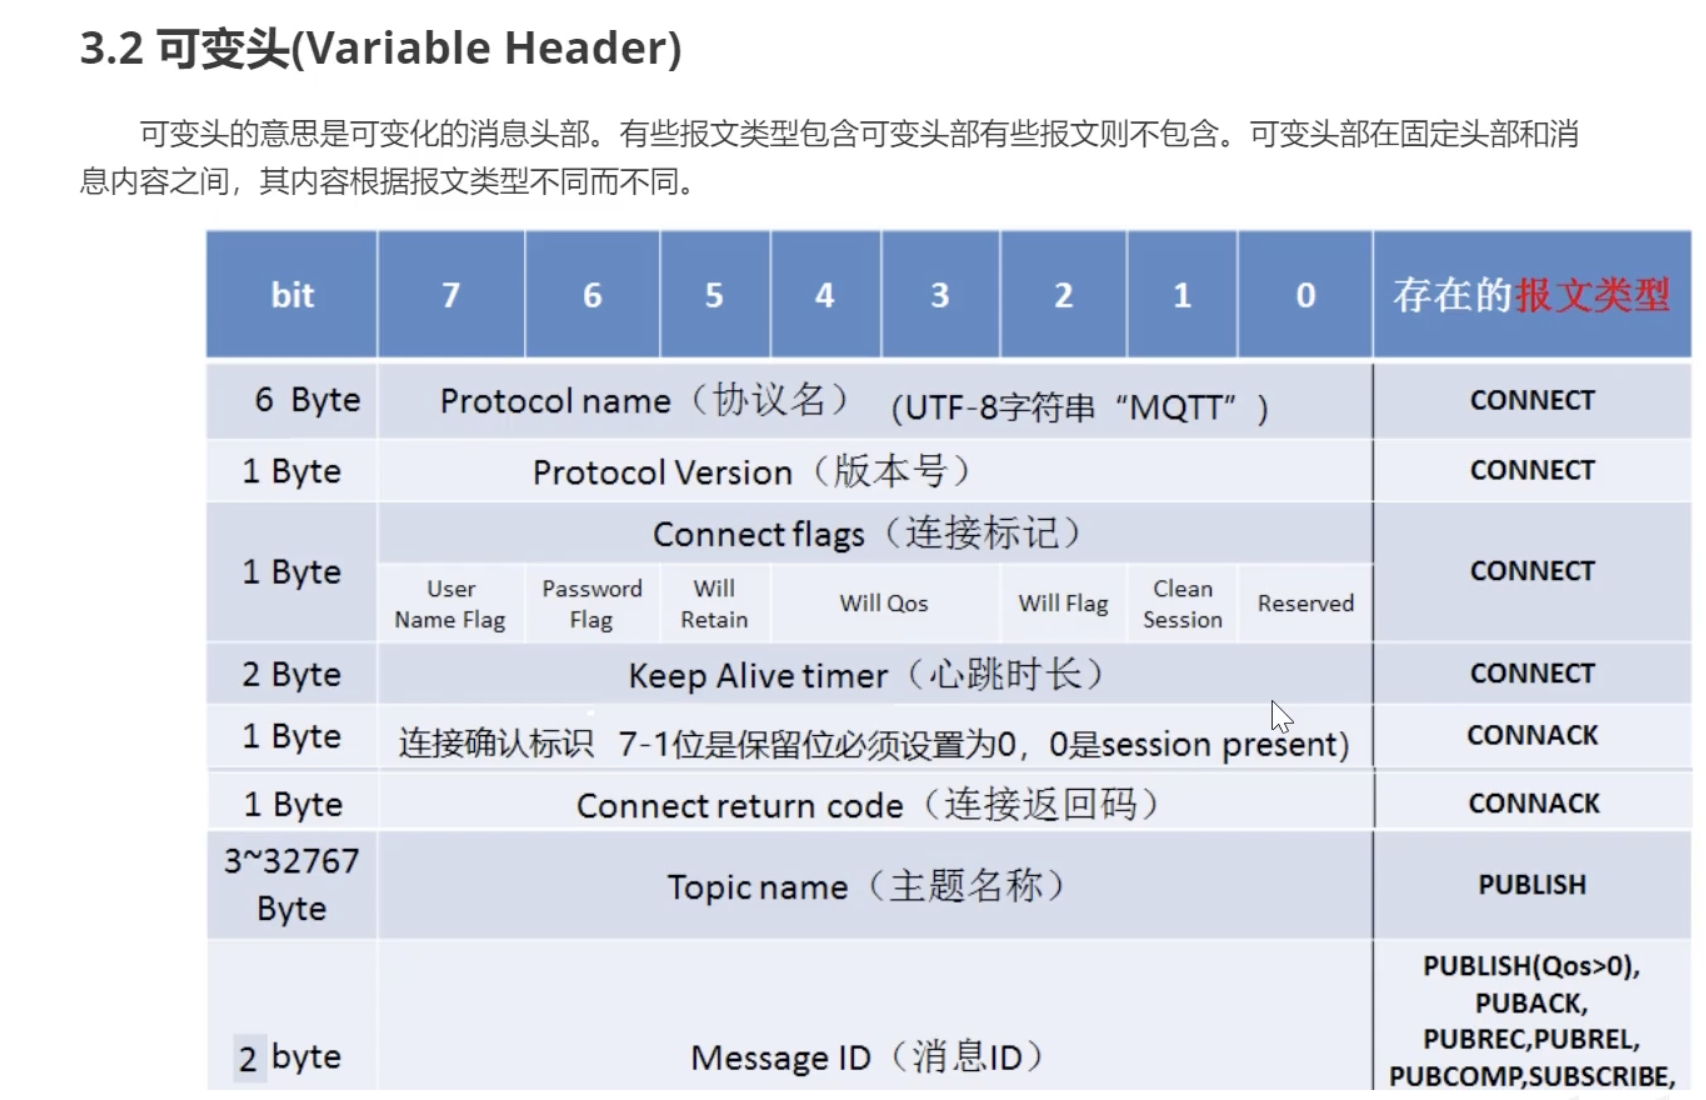 3.2 可变头(Variable Header)
可变头的意思是可变化的消息头部。有些报文类型包含可变头部有些报文则不包含。可变头部在固定头部和消
息内容之间，其内容根据报文类型不同而不同。
bit 7 6 5 4 3 2 1 0 存在的报文类型
6 Byte Protocol name（协议名） (UTF-8字符串“MQTT”) CONNECT
1 Byte Protocol Version（版本号） CONNECT
1 Byte Connect flags（连接标记） CONNECT
User Name Flag Password Flag Will Retain Will Qos Will Flag Clean Session Reserved
2 Byte Keep Alive timer（心跳时长） CONNECT
1 Byte 连接确认标识 7-1位是保留位必须设置为0，0是session present) CONNACK
1 Byte Connect return code（连接返回码） CONNACK
3~32767 Byte Topic name（主题名称） PUBLISH
2 byte Message ID（消息ID）
PUBLISH(Qos>0),
PUBACK,
PUBREC,PUBREL,
PUBCOMP,SUBSCRIBE,